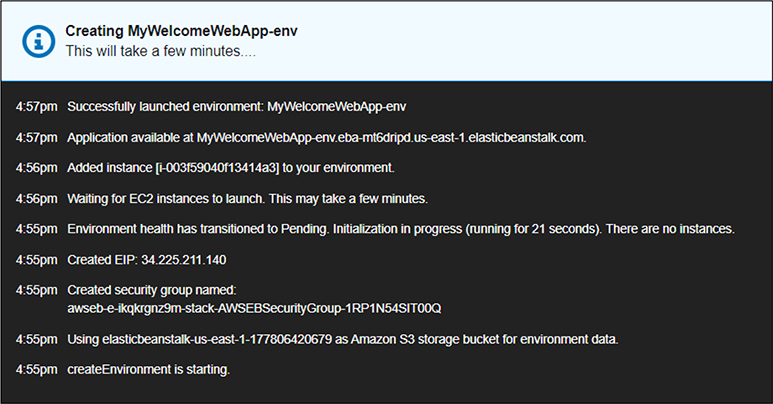 Creating MyWelcomeWebApp-env
This will take a few minutes....
4:57pm Successfully launched environment: MyWelcomeWebApp-env
4:57pm Application available at MyWelcomeWebApp-env.eba-mt6dripd.us-east-1.elasticbeanstalk.com.
4:56pm Added instance [i-003f59040f13414a3] to your environment.
4:56pm Waiting for EC2 instances to launch. This may take a few minutes.
4:55pm Environment health has transitioned to Pending. Initialization in progress (running for 21 seconds). There are no instances.
4:55pm Created EIP: 34.225.211.140
4:55pm Created security group named:
awseb-e-ikqkrgnz9m-stack-AWSEBSecurityGroup-1RP1N54SIT00Q
4:55pm Using elasticbeanstalk-us-east-1-177806420679 as Amazon S3 storage bucket for environment data.
4:55pm createEnvironment is starting.